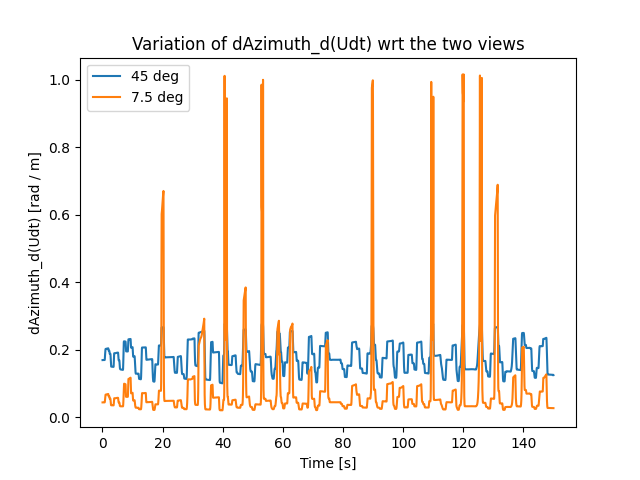 Variation of dAzimuth_d(Udt) wrt the two views
45 deg
7.5 deg
dAzimuth_d(Udt) [rad / m]
1.0
0.8
0.6
0.4
0.2
0.0
0 20 40 60 80 100 120 140
Time [s]